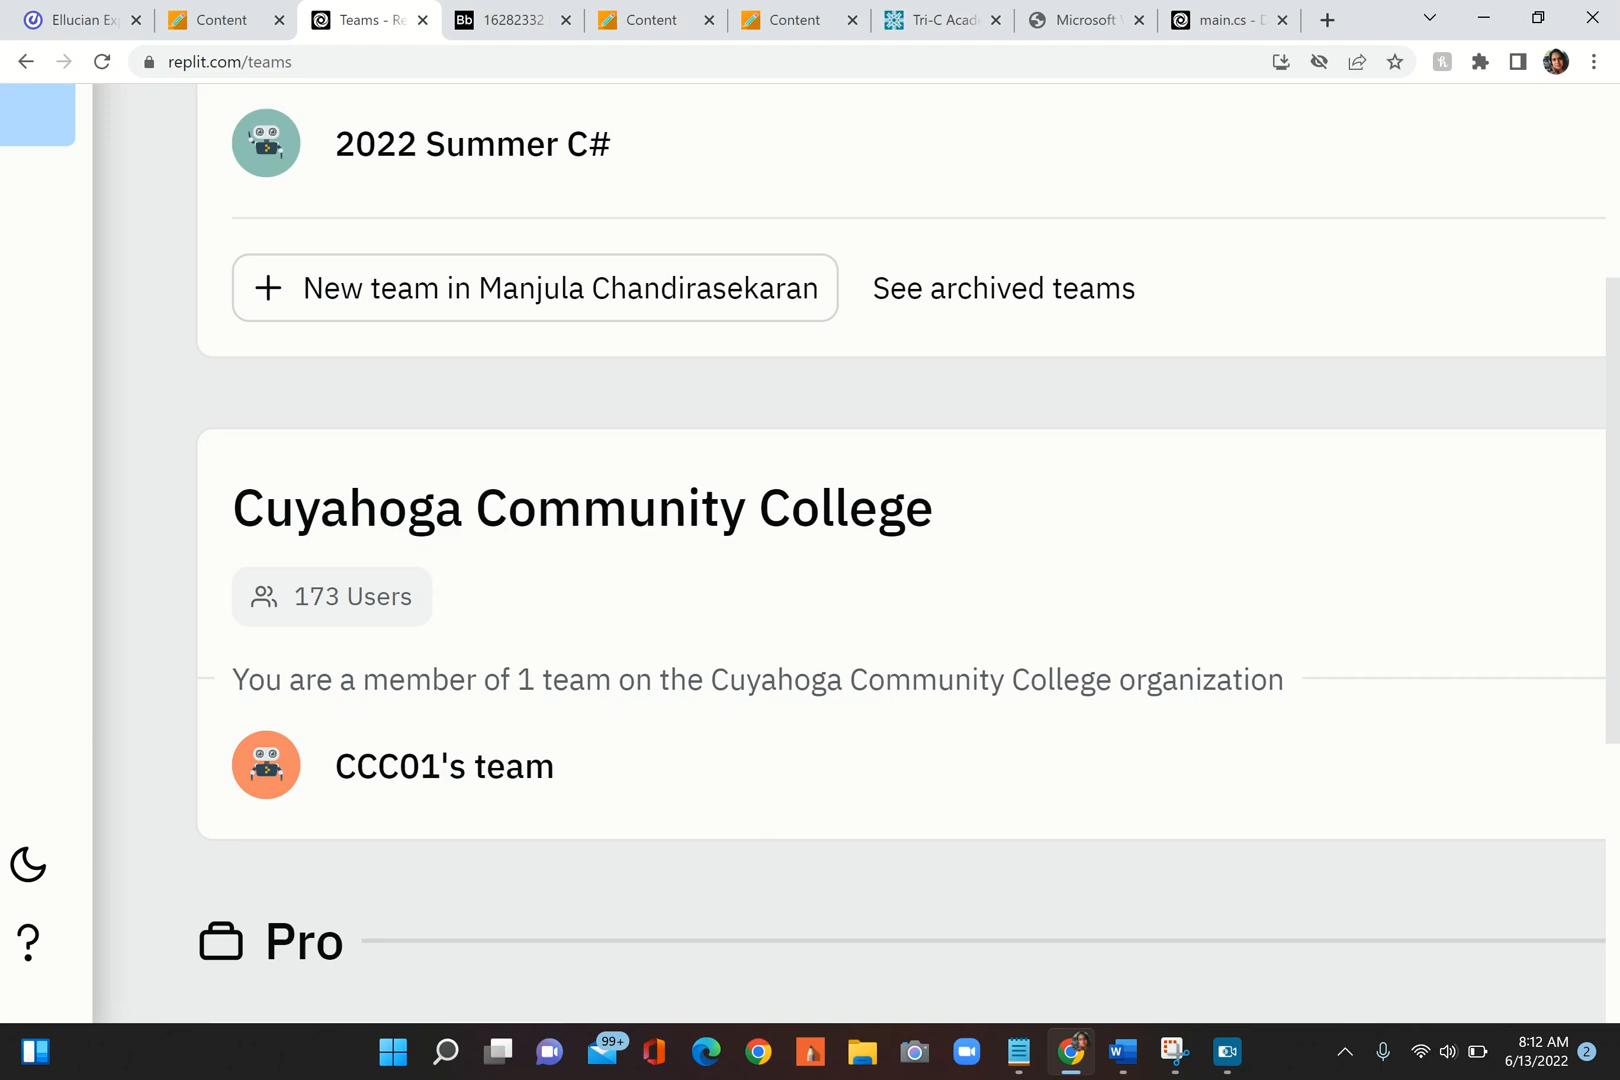 Ellucian Ex
Content
Teams - Re
Bb
16282332
Content
Content
Tri-C Acad
Microsoft
main.cs - D
replit.com/teams
2022 Summer C#
+ New team in Manjula Chandirasekaran
See archived teams
Cuyahoga Community College
173 Users
You are a member of 1 team on the Cuyahoga Community College organization
CCC01's team
? Pro
99+
8:12 AM
6/13/2022
2